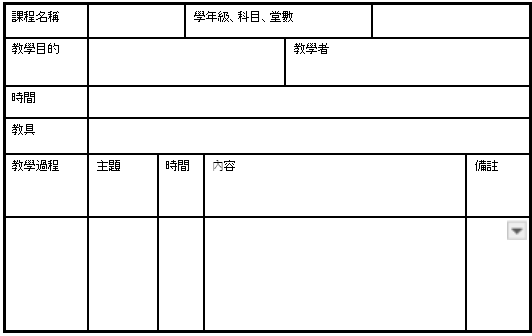 課程名稱 學年級、科目、堂數
教學目的 教學者
時間
教具
教學過程 主題 時間 內容 備註